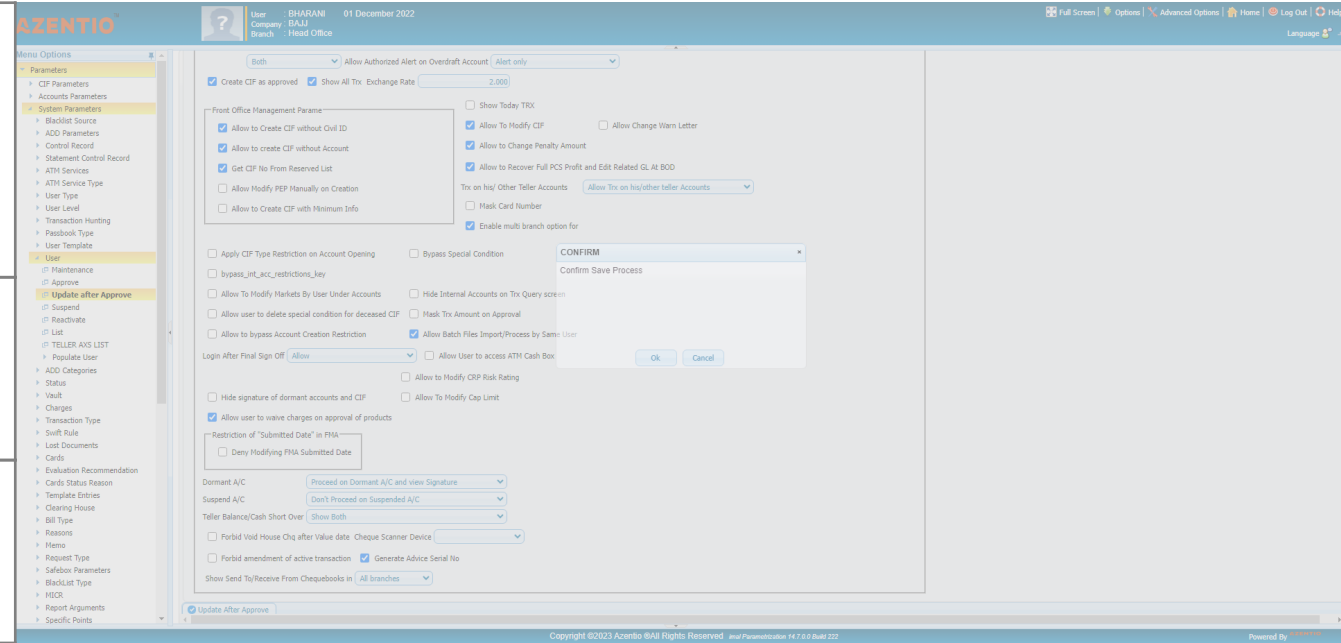 AZENTIO
User : BHARANI 01 December 2022
Company : BAJJ
Branch : Head Office
Full Screen | Options | Advanced Options | Home | Log Out | Help
Language
Menu Options
Parameters
CIF Parameters
Accounts Parameters
System Parameters
Blacklist Source
ADD Parameters
Control Record
Statement Control Record
ATM Services
ATM Service Type
User Type
User Level
Transaction Hunting
Passbook Type
User Template
User
Maintenance
Approve
Update after Approve
Suspend
Reactivate
List
TELLER AXS LIST
Populate User
ADD Categories
Status
Vault
Charges
Transaction Type
Swift Rule
Lost Documents
Cards
Evaluation Recommendation
Cards Status Reason
Template Entries
Clearing House
Bill Type
Reasons
Memo
Request Type
Safebox Parameters
BlackList Type
MICR
Report Arguments
Specific Points
Both Allow Authorized Alert on Overdraft Account Alert only
Create CIF as approved Show All Trx Exchange Rate 2.000
Front Office Management Parame
Allow to Create CIF without Civil ID
Allow to create CIF without Account
Get CIF No From Reserved List
Allow Modify PEP Manually on Creation
Allow to Create CIF with Minimum Info
Show Today TRX
Allow To Modify CIF Allow Change Warn Letter
Allow to Change Penalty Amount
Allow to Recover Full PCS Profit and Edit Related GL At BOD
Trx on his/ Other Teller Accounts Allow Trx on his/other teller Accounts
Mask Card Number
Enable multi branch option for
Apply CIF Type Restriction on Account Opening Bypass Special Condition
bypass_int_acc_restrictions_key
Allow To Modify Markets By User Under Accounts Hide Internal Accounts on Trx Query screen
Allow user to delete special condition for deceased CIF Mask Trx Amount on Approval
Allow to bypass Account Creation Restriction Allow Batch Files Import/Process by Same User
Login After Final Sign Off Allow Allow User to access ATM Cash Box
Allow to Modify CRP Risk Rating
Hide signature of dormant accounts and CIF Allow To Modify Cap Limit
Allow user to waive charges on approval of products
Restriction of "Submitted Date" in FMA
Deny Modifying FMA Submitted Date
Dormant A/C Proceed on Dormant A/C and view Signature
Suspend A/C Don't Proceed on Suspended A/C
Teller Balance/Cash Short Over Show Both
Forbid Void House Chq after Value date Cheque Scanner Device
Forbid amendment of active transaction Generate Advice Serial No
Show Send To/Receive From Chequebooks in All branches
CONFIRM
Confirm Save Process
Ok Cancel
Update After Approve
Copyright ©2023 Azentio ®All Rights Reserved imal Parametrization 14.7.0.0 Build 222
Powered By